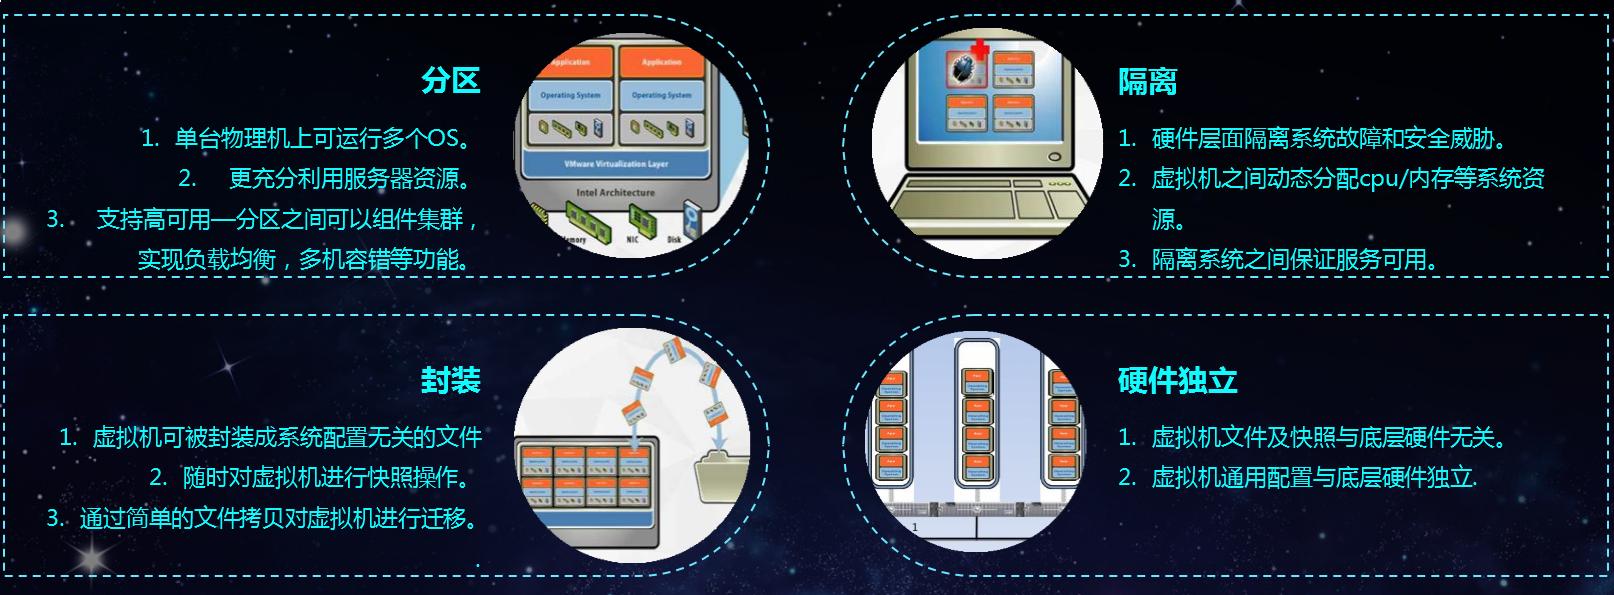 分区
1. 单台物理机上可运行多个OS。
2. 更充分利用服务器资源。
3. 支持高可用—分区之间可以组件集群，
实现负载均衡，多机容错等功能。
Application Application
Operating System Operating System
VMware Virtualization Layer
Intel Architecture
Memory NIC Disk
隔离
1. 硬件层面隔离系统故障和安全威胁。
2. 虚拟机之间动态分配cpu/内存等系统资
源。
3. 隔离系统之间保证服务可用。
封装
1. 虚拟机可被封装成系统配置无关的文件
2. 随时对虚拟机进行快照操作。
3. 通过简单的文件拷贝对虚拟机进行迁移。
.
硬件独立
1. 虚拟机文件及快照与底层硬件无关。
2. 虚拟机通用配置与底层硬件独立.
1